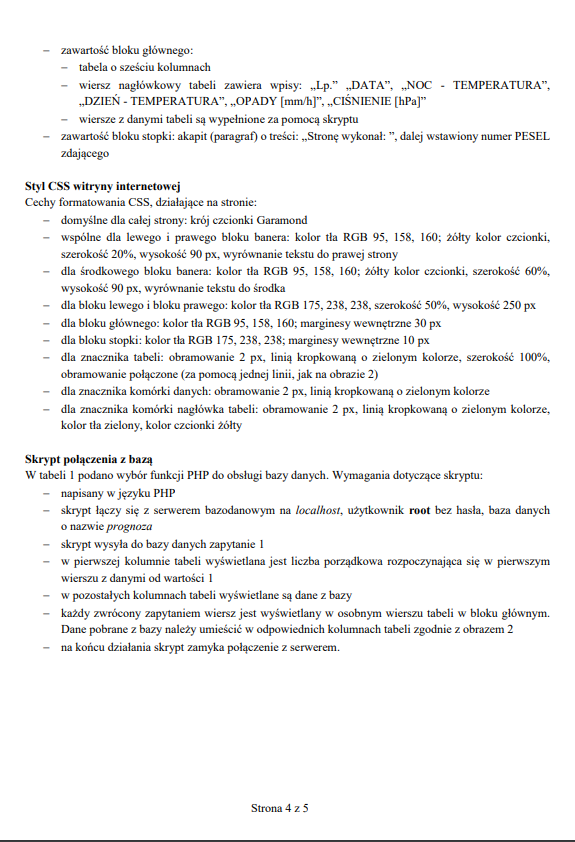 − zawartość bloku głównego:
− tabela o sześciu kolumnach
− wiersz nagłówkowy tabeli zawiera wpisy: „Lp.” „DATA”, „NOC - TEMPERATURA”,
„DZIEŃ - TEMPERATURA”, „OPADY [mm/h]”, „CIŚNIENIE [hPa]”
− wiersze z danymi tabeli są wypełnione za pomocą skryptu
− zawartość bloku stopki: akapit (paragraf) o treści: „Stronę wykonał: ”, dalej wstawiony numer PESEL
zdającego
Styl CSS witryny internetowej
Cechy formatowania CSS, działające na stronie:
− domyślne dla całej strony: krój czcionki Garamond
− wspólne dla lewego i prawego bloku banera: kolor tła RGB 95, 158, 160; żółty kolor czcionki,
szerokość 20%, wysokość 90 px, wyrównanie tekstu do prawej strony
− dla środkowego bloku banera: kolor tła RGB 95, 158, 160; żółty kolor czcionki, szerokość 60%,
wysokość 90 px, wyrównanie tekstu do środka
− dla bloku lewego i bloku prawego: kolor tła RGB 175, 238, 238, szerokość 50%, wysokość 250 px
− dla bloku głównego: kolor tła RGB 95, 158, 160; marginesy wewnętrzne 30 px
− dla bloku stopki: kolor tła RGB 175, 238, 238; marginesy wewnętrzne 10 px
− dla znacznika tabeli: obramowanie 2 px, linią kropkowaną o zielonym kolorze, szerokość 100%,
obramowanie połączone (za pomocą jednej linii, jak na obrazie 2)
− dla znacznika komórki danych: obramowanie 2 px, linią kropkowaną o zielonym kolorze
− dla znacznika komórki nagłówka tabeli: obramowanie 2 px, linią kropkowaną o zielonym kolorze,
kolor tła zielony, kolor czcionki żółty
Skrypt połączenia z bazą
W tabeli 1 podano wybór funkcji PHP do obsługi bazy danych. Wymagania dotyczące skryptu:
− napisany w języku PHP
− skrypt łączy się z serwerem bazodanowym na localhost, użytkownik root bez hasła, baza danych
o nazwie prognoza
− skrypt wysyła do bazy danych zapytanie 1
− w pierwszej kolumnie tabeli wyświetlana jest liczba porządkowa rozpoczynająca się w pierwszym
wierszu z danymi od wartości 1
− w pozostałych kolumnach tabeli wyświetlane są dane z bazy
− każdy zwrócony zapytaniem wiersz jest wyświetlany w osobnym wierszu tabeli w bloku głównym.
Dane pobrane z bazy należy umieścić w odpowiednich kolumnach tabeli zgodnie z obrazem 2
− na końcu działania skrypt zamyka połączenie z serwerem.
Strona 4 z 5